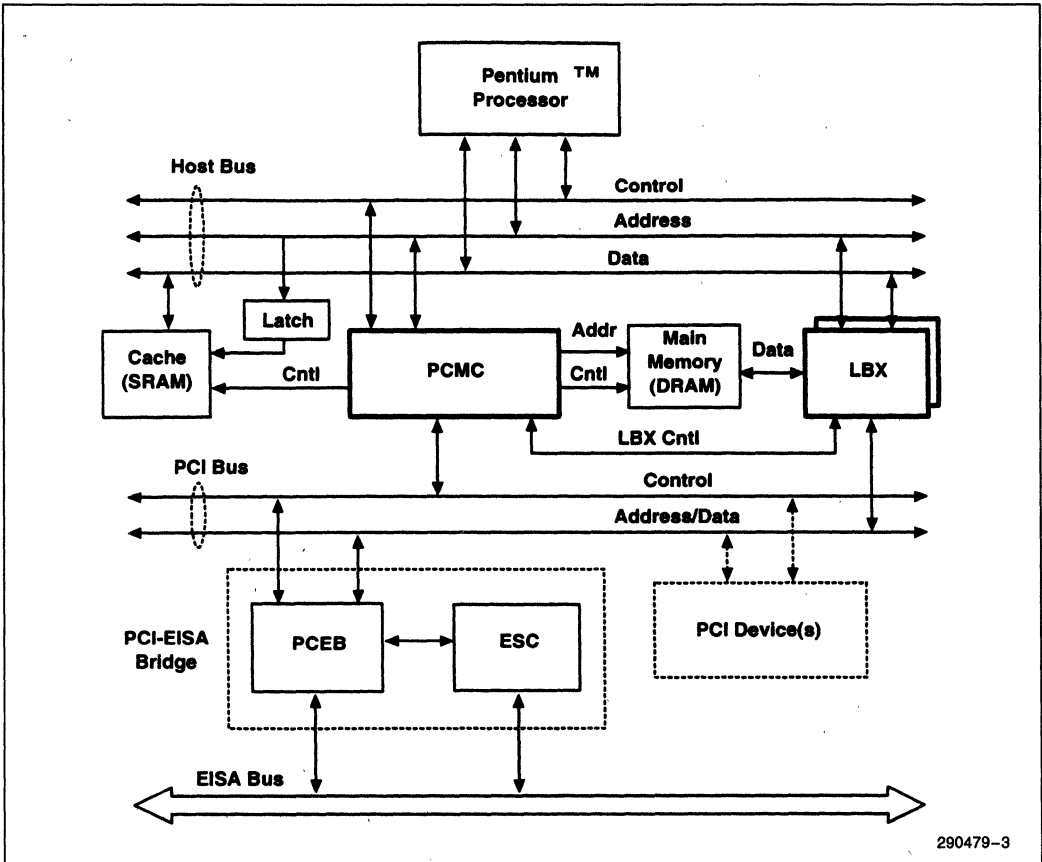 Pentium TM
Processor
Host Bus
Control
Address
Data
Latch
Cache
(SRAM)
Cntl
PCMC
Addr
Cntl
Main
Memory
(DRAM)
Data
LBX
LBX Cntl
PCI Bus
Control
Address/Data
PCI-EISA
Bridge
PCEB
ESC
PCI Device(s)
EISA Bus
290479-3